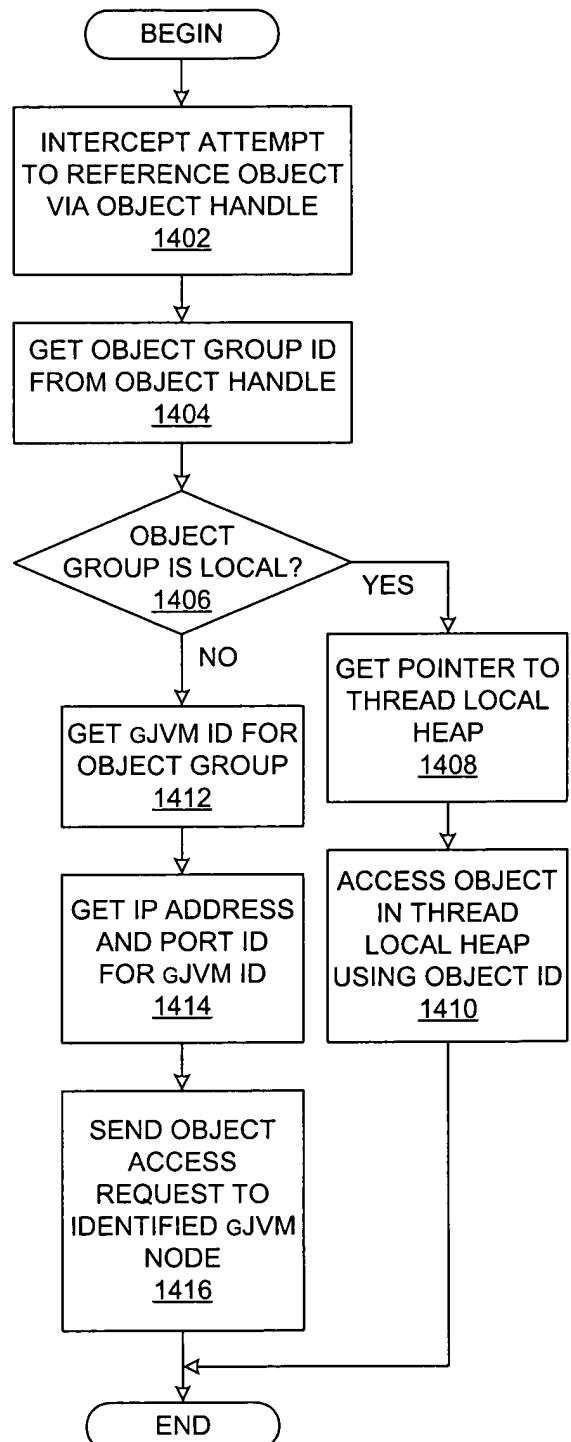 BEGIN
INTERCEPT ATTEMPT
TO REFERENCE OBJECT
VIA OBJECT HANDLE
1402
GET OBJECT GROUP ID
FROM OBJECT HANDLE
1404
OBJECT
GROUP IS LOCAL?
1406
YES
NO
GET POINTER TO
THREAD LOCAL
HEAP
1408
GET GJVM ID FOR
OBJECT GROUP
1412
ACCESS OBJECT
IN THREAD
LOCAL HEAP
USING OBJECT ID
1410
GET IP ADDRESS
AND PORT ID
FOR GJVM ID
1414
SEND OBJECT
ACCESS
REQUEST TO
IDENTIFIED GJVM
NODE
1416
END